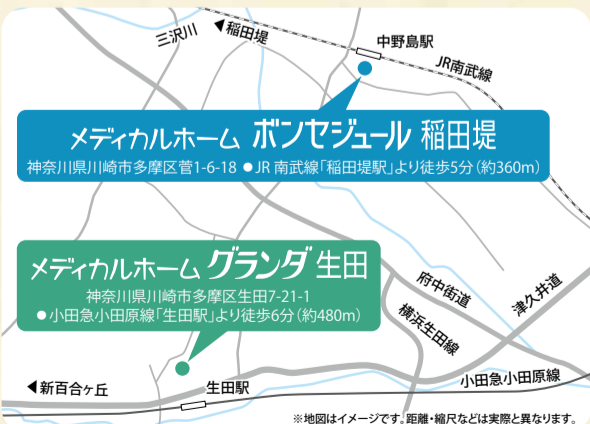 三沢川
◀稲田堤
中野島駅
JR南武線
メディカルホーム ボンセジュール 稲田堤
神奈川県川崎市多摩区菅1-6-18 ●JR 南武線「稲田堤駅」より徒歩5分（約360m）
メディカルホーム グランダ 生田
神奈川県川崎市多摩区生田7-21-1
●小田急小田原線「生田駅」より徒歩6分（約480m）
府中街道
津久井道
横浜生田線
◀新百合ヶ丘
生田駅
小田急小田原線
※地図はイメージです。距離・縮尺などは実際と異なります。